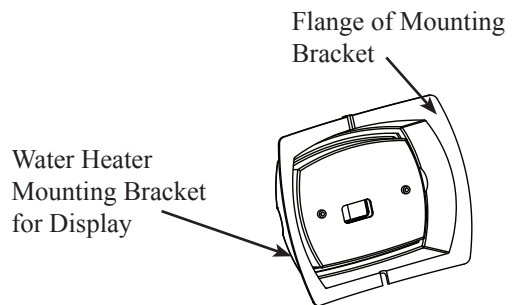 Flange of Mounting
Bracket
Water Heater
Mounting Bracket
for Display